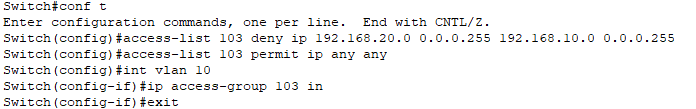 Switch#conf t
Enter configuration commands, one per line.  End with CNTL/Z.
Switch(config)#access-list 103 deny ip 192.168.20.0 0.0.0.255 192.168.10.0 0.0.0.255
Switch(config)#access-list 103 permit ip any any
Switch(config)#int vlan 10
Switch(config-if)#ip access-group 103 in
Switch(config-if)#exit